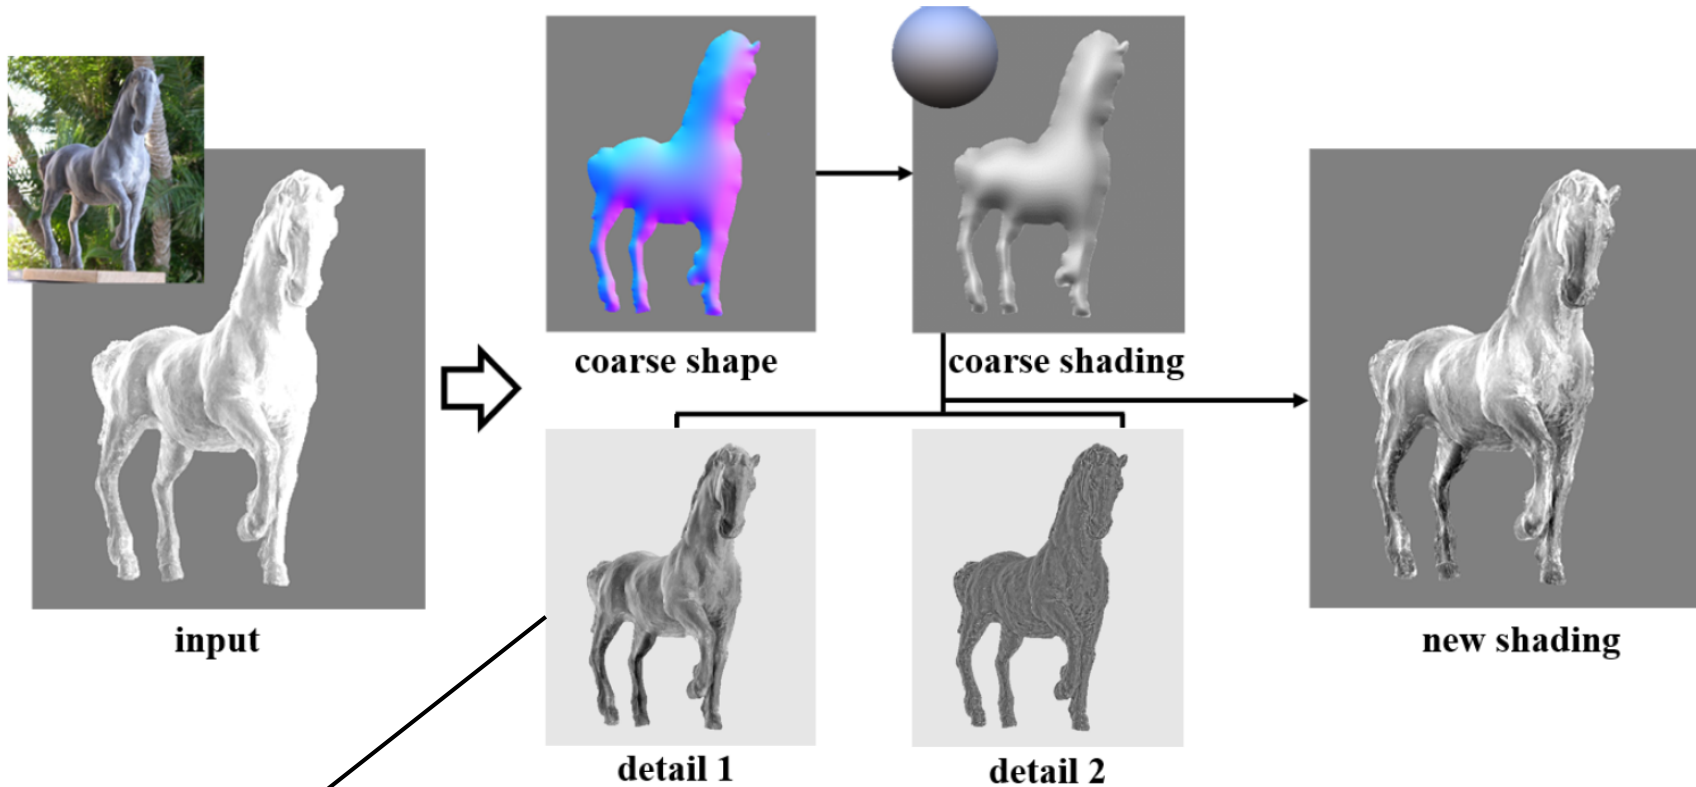 coarse shape
coarse shading
input
new shading
detail 1
detail 2